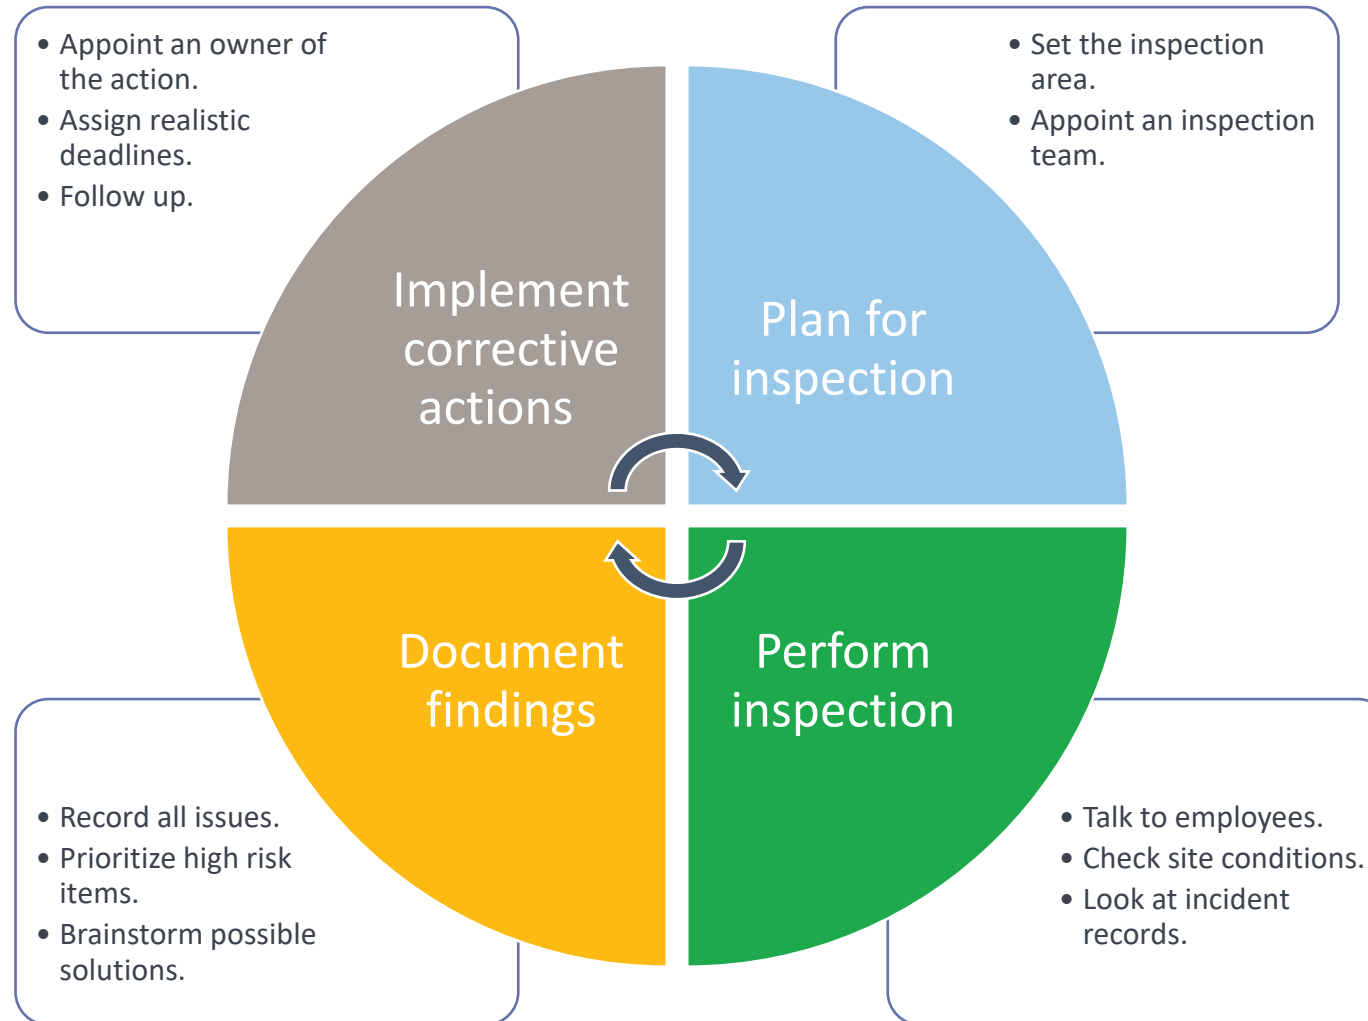 • Appoint an owner of
the action.
• Assign realistic
deadlines.
• Follow up.
• Set the inspection
area.
• Appoint an inspection
team.
Implement
corrective
actions
Plan for
inspection
Document
findings
Perform
inspection
• Record all issues.
• Prioritize high risk
items.
• Brainstorm possible
solutions.
• Talk to employees.
• Check site conditions.
• Look at incident
records.